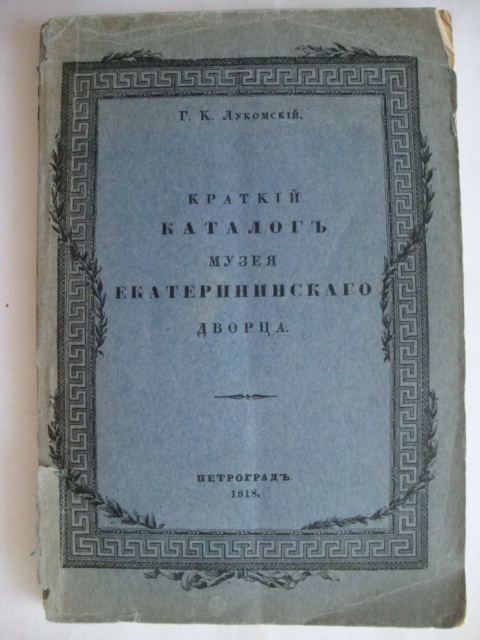 Г. К. Лукомскій.
КРАТКІЙ
КАТАЛОГЪ
МУЗЕЯ
ЕКАТЕРИНИНСКАГО
ДВОРЦА.
ПЕТРОГРАДЪ.
1918.